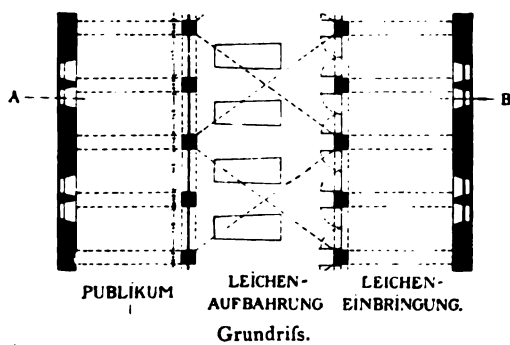 A
B
PUBLIKUM
LEICHEN-
AUFBAHRUNG
LEICHEN-
EINBRINGUNG.
Grundriſs.